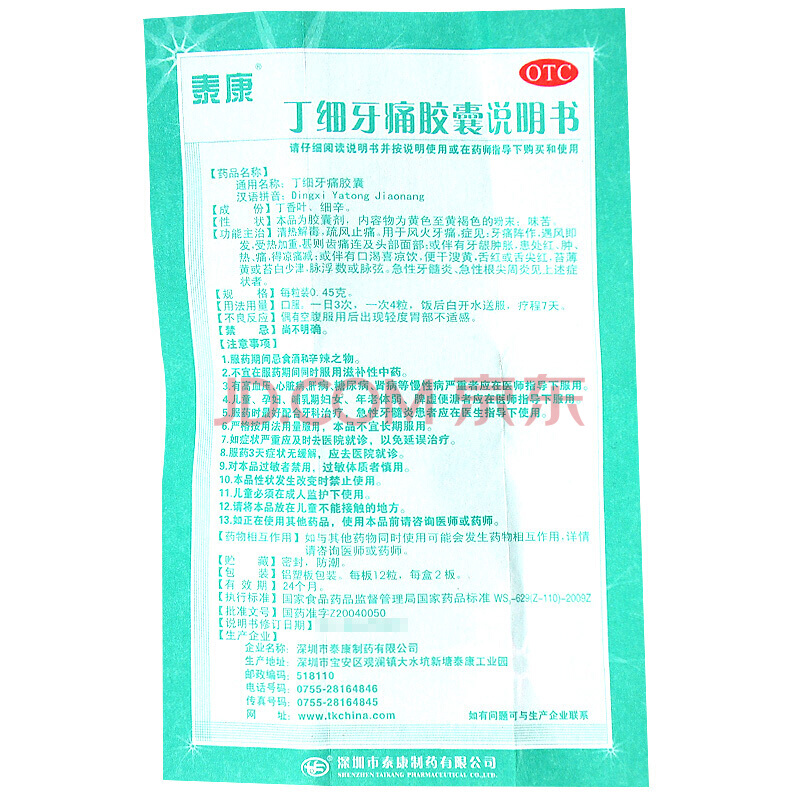 泰康®
OTC
丁细牙痛胶囊说明书
请仔细阅读说明书并按说明使用或在药师指导下购买和使用
【药品名称】
通用名称：丁细牙痛胶囊
汉语拼音：Dingxi Yatong Jiaonang
【成 份】丁香叶、细辛。
【性 状】本品为胶囊剂，内容物为黄色至黄褐色的粉末；味苦。
【功能主治】清热解毒，疏风止痛。用于风火牙痛，症见：牙痛阵作，遇风即
发，受热加重，甚则齿痛连及头部面部；或伴有牙龈肿胀，患处红、肿、
热、痛，得凉痛减；或伴有口渴喜凉饮，便干溲黄，舌红或舌尖红，苔薄
黄或苔白少津，脉浮数或脉弦。急性牙髓炎、急性根尖周炎见上述症
状者。
【规 格】每粒装0.45克。
【用法用量】口服，一日3次，一次4粒，饭后白开水送服，疗程7天。
【不良反应】偶有空腹服用后出现轻度胃部不适感。
【禁 忌】尚不明确。
【注意事项】
1.服药期间忌食酒和辛辣之物。
2.不宜在服药期间同时服用滋补性中药。
3.有高血压、心脏病、肝病、糖尿病、肾病等慢性病严重者应在医师指导下服用。
4.儿童、孕妇、哺乳期妇女、年老体弱、脾虚便溏者应在医师指导下服用
5.服药时最好配合牙科治疗，急性牙髓炎患者应在医生指导下使用。
6.严格按用法用量服用，本品不宜长期服用。
7.如症状严重应及时去医院就诊，以免延误治疗。
8.服药3天症状无缓解，应去医院就诊。
9.对本品过敏者禁用，过敏体质者慎用。
10.本品性状发生改变时禁止使用。
11.儿童必须在成人监护下使用。
12.请将本品放在儿童不能接触的地方。
13.如正在使用其他药品，使用本品前请咨询医师或药师。
JD.COM 京东
【药物相互作用】如与其他药物同时使用可能会发生药物相互作用，详情
请咨询医师或药师。
【贮 藏】密封，防潮。
【包 装】铝塑板包装。每板12粒，每盒2板。
【有 效 期】24个月。
【执行标准】国家食品药品监督管理局国家药品标准 WS₅-629(Z-110)-2009Z
【批准文号】国药准字Z20040050
【说明书修订日期】
【生产企业】
企业名称：深圳市泰康制药有限公司
生产地址：深圳市宝安区观澜镇大水坑新塘泰康工业园
邮政编码：518110
电话号码：0755-28164846
传真号码：0755-28164845
网 址：www.tkchina.com
如有问题可与生产企业联系
深圳市泰康制药有限公司
SHENZHEN TAIKANG PHARMACEUTICAL CO.,LTD.